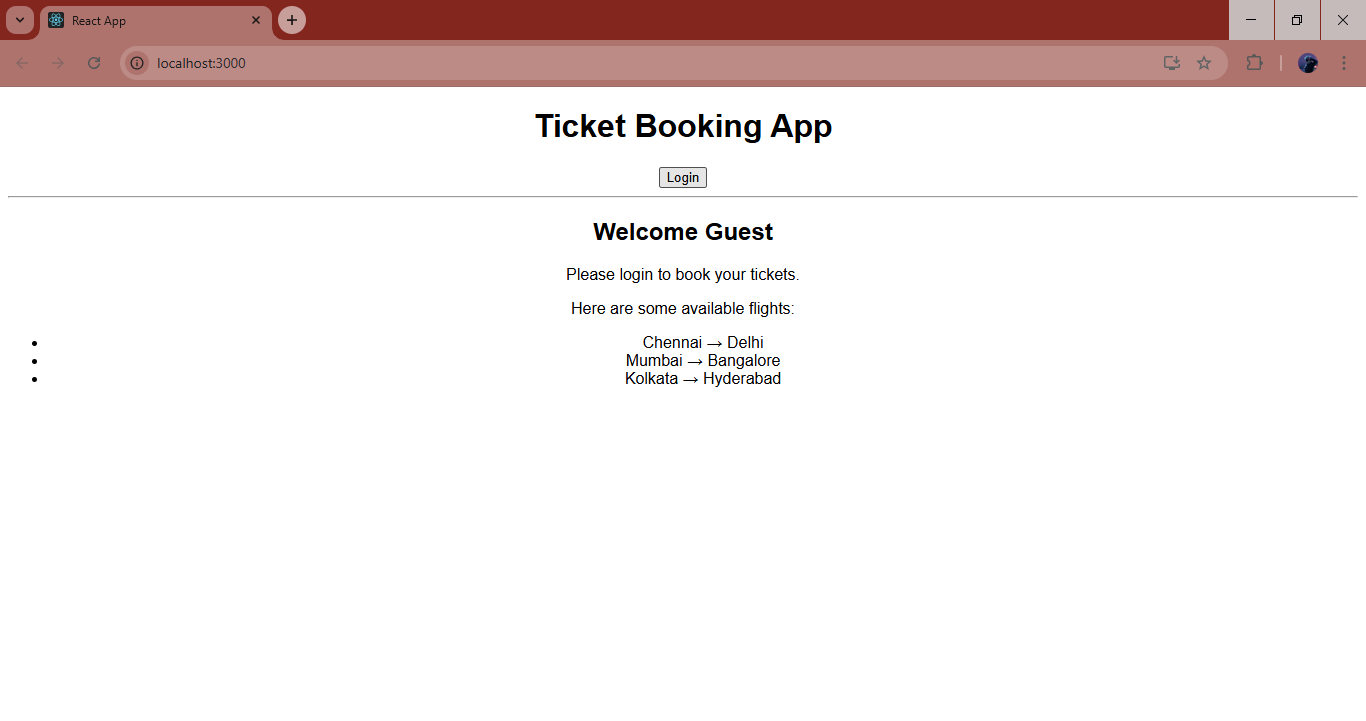 React App
localhost:3000
Ticket Booking App
Login
Welcome Guest
Please login to book your tickets.
Here are some available flights:
• Chennai → Delhi
• Mumbai → Bangalore
• Kolkata → Hyderabad